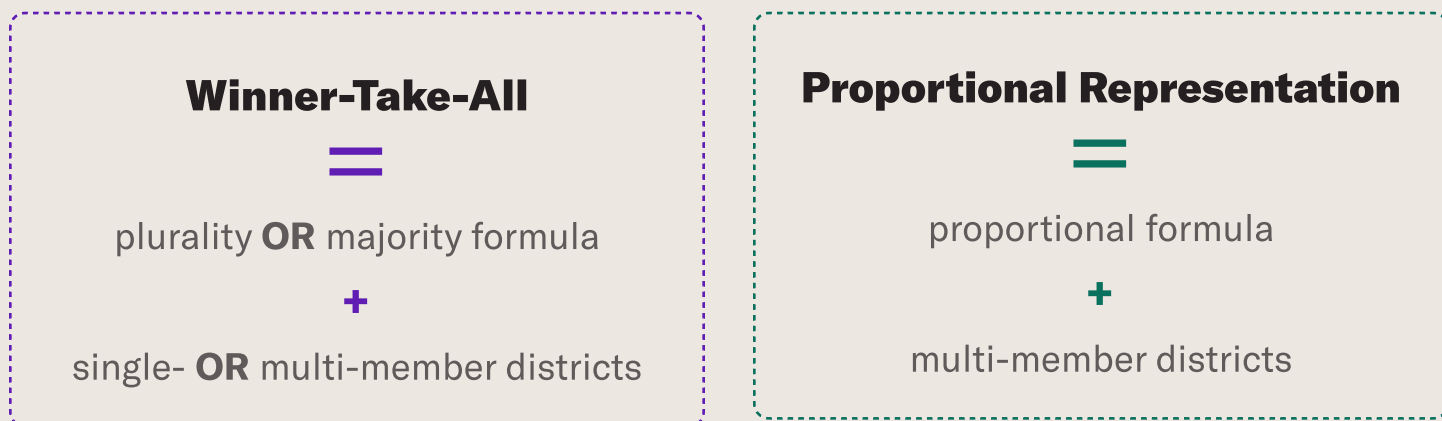 Winner-Take-All
=
plurality OR majority formula
+
single- OR multi-member districts
Proportional Representation
=
proportional formula
+
multi-member districts